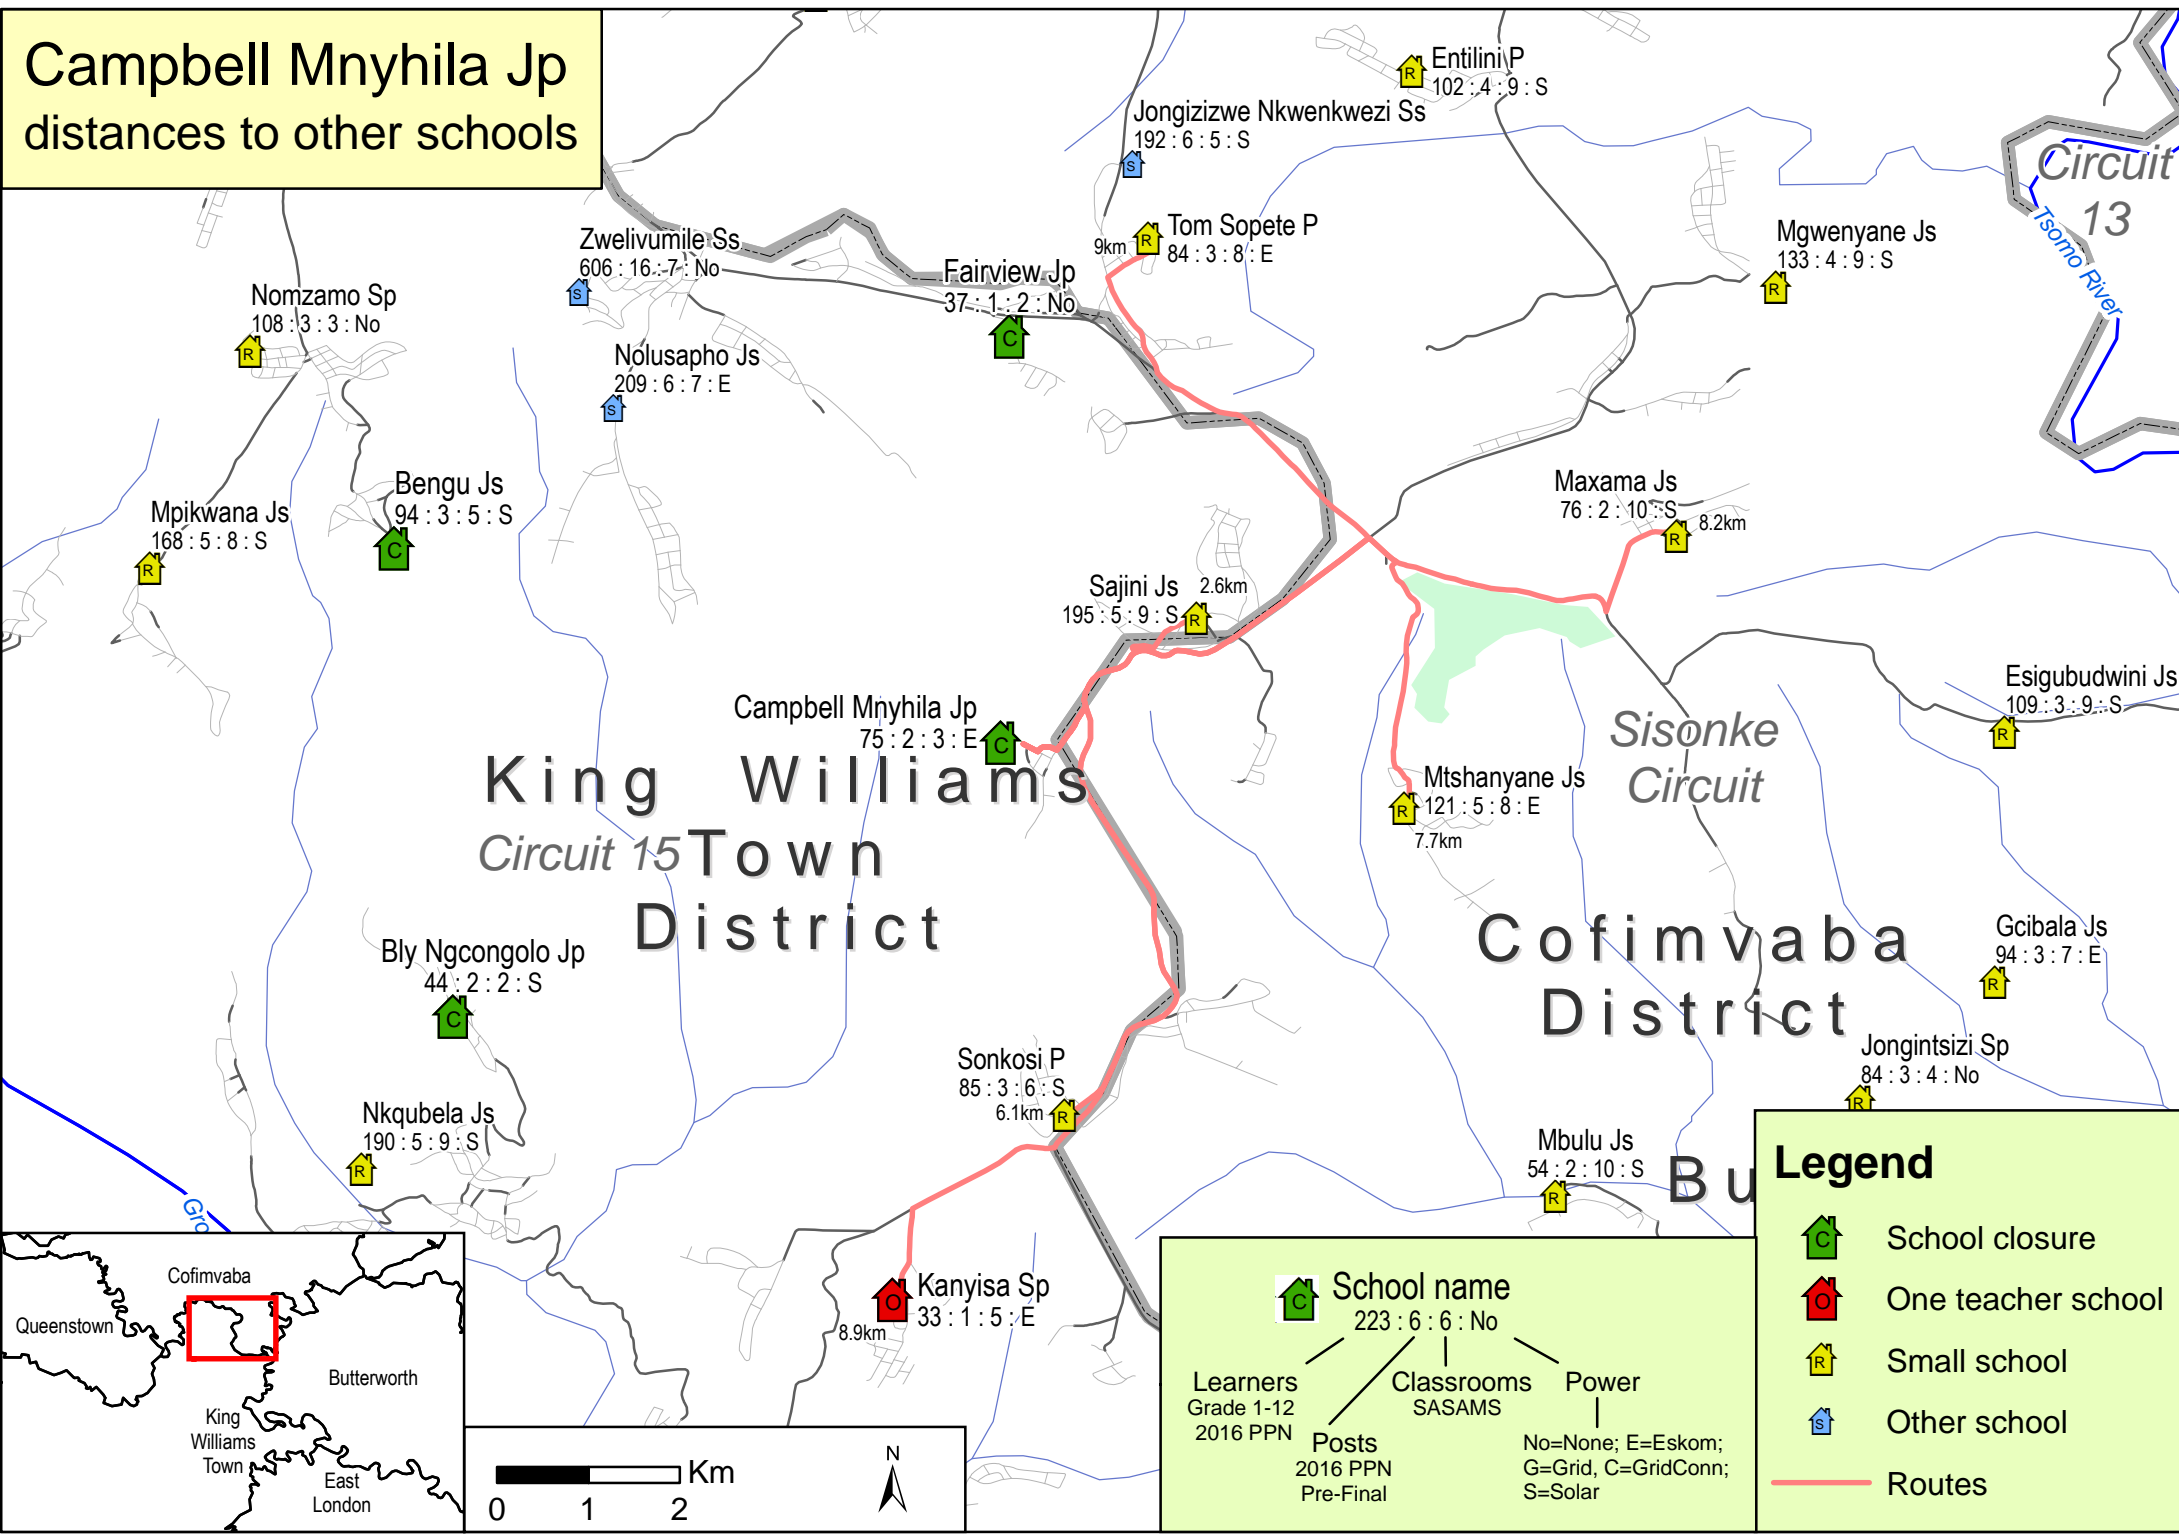 Campbell Mnyhila Jp
distances to other schools
Entilini P
102 : 4 : 9 : S
Jongizizwe Nkwenkwezi Ss
192 : 6 : 5 : S
Circuit
13
Tsomo River
Tom Sopete P
84 : 3 : 8 : E
9km
Mgwenyane Js
133 : 4 : 9 : S
Zwelivumile Ss
606 : 16 : 7 : No
Fairview Jp
37 : 1 : 2 : No
Nomzamo Sp
108 : 3 : 3 : No
Nolusapho Js
209 : 6 : 7 : E
Bengu Js
94 : 3 : 5 : S
Mpikwana Js
168 : 5 : 8 : S
Maxama Js
76 : 2 : 10 : S
8.2km
Sajini Js
195 : 5 : 9 : S
2.6km
Esigubudwini Js
109 : 3 : 9 : S
Campbell Mnyhila Jp
75 : 2 : 3 : E
Sisonke
Circuit
King Williams
Town
District
Circuit 15
Mtshanyane Js
121 : 5 : 8 : E
7.7km
Cofimvaba
District
Gcibala Js
94 : 3 : 7 : E
Bly Ngcongolo Jp
44 : 2 : 2 : S
Sonkosi P
85 : 3 : 6 : S
6.1km
Jongintsizi Sp
84 : 3 : 4 : No
Nkqubela Js
190 : 5 : 9 : S
Mbulu Js
54 : 2 : 10 : S
Bu
Gro
Kanyisa Sp
33 : 1 : 5 : E
8.9km
Cofimvaba
Queenstown
Butterworth
King
Williams
Town
East
London
Km
0 1 2
N
C School name
223 : 6 : 6 : No
Learners
Grade 1-12
2016 PPN
Posts
2016 PPN
Pre-Final
Classrooms
SASAMS
Power
No=None; E=Eskom;
G=Grid, C=GridConn;
S=Solar
Legend
C School closure
O One teacher school
R Small school
S Other school
Routes